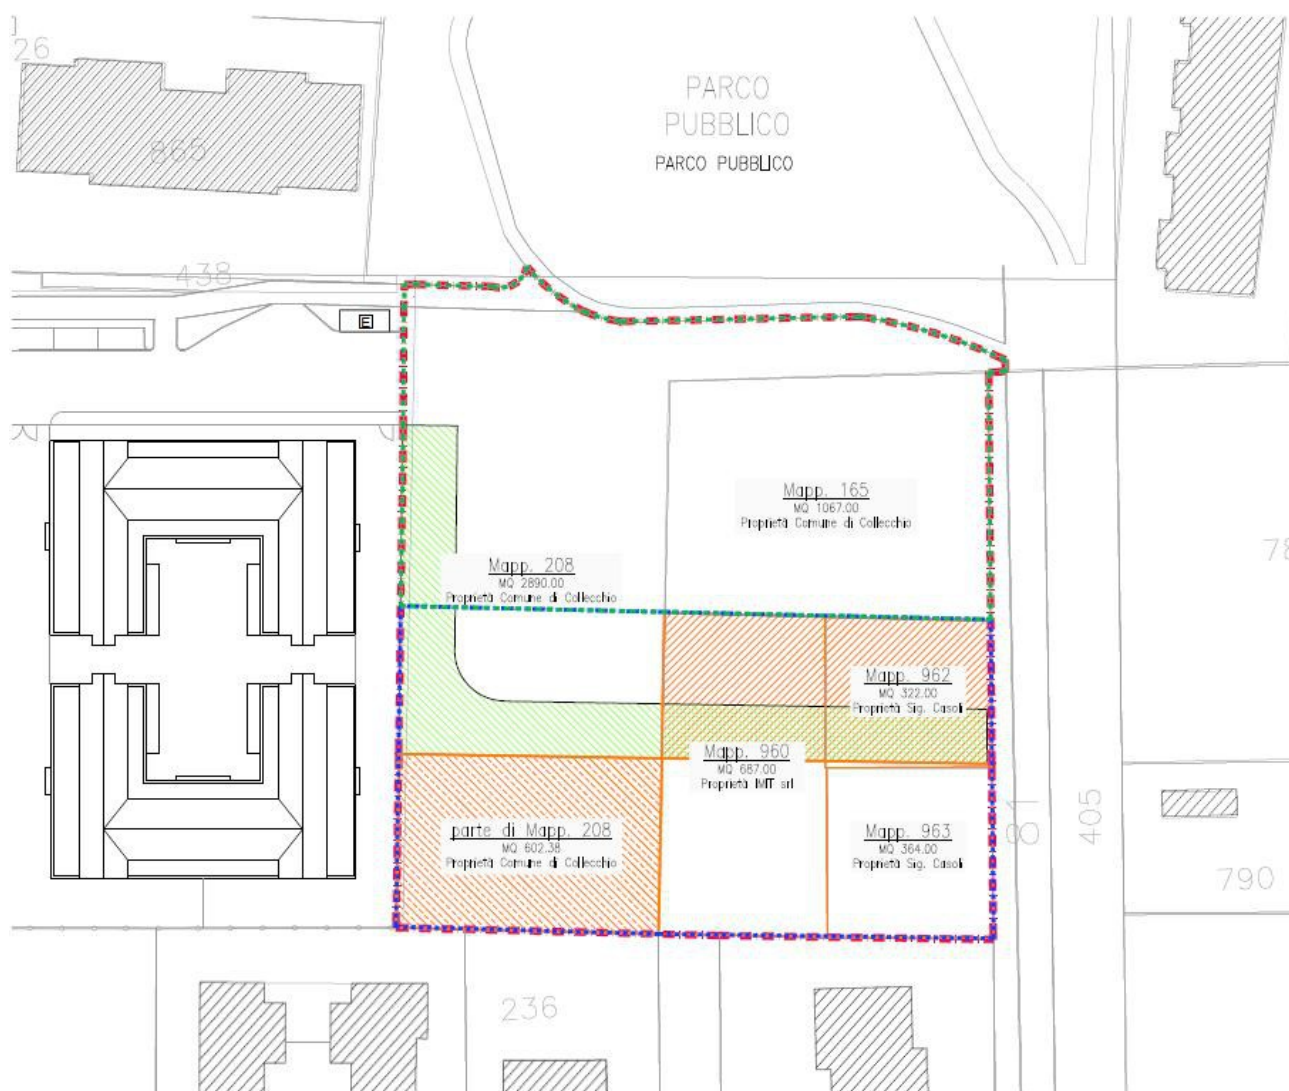 26
PARCO
PUBBLICO
PARCO PUBBLICO
865
438
E
Mapp. 165
MQ 1067.00
Proprietà Comune di Collecchio
78
Mapp. 208
MQ 2890.00
Proprietà Comune di Collecchio
Mapp. 962
MQ 322.00
Proprietà Sig. Casoli
Mapp. 960
MQ 687.00
Proprietà IMIT srl
parte di Mapp. 208
MQ 602.38
Proprietà Comune di Collecchio
Mapp. 963
MQ 364.00
Proprietà Sig. Casoli
81
405
790
236